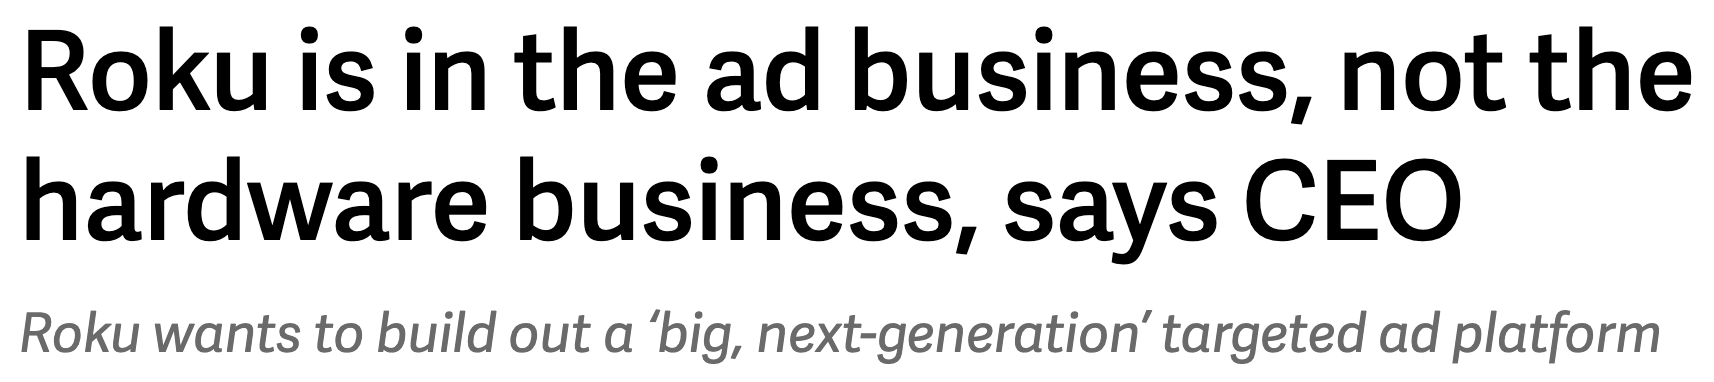 Roku is in the ad business, not the
hardware business, says CEO
Roku wants to build out a ‘big, next-generation’ targeted ad platform